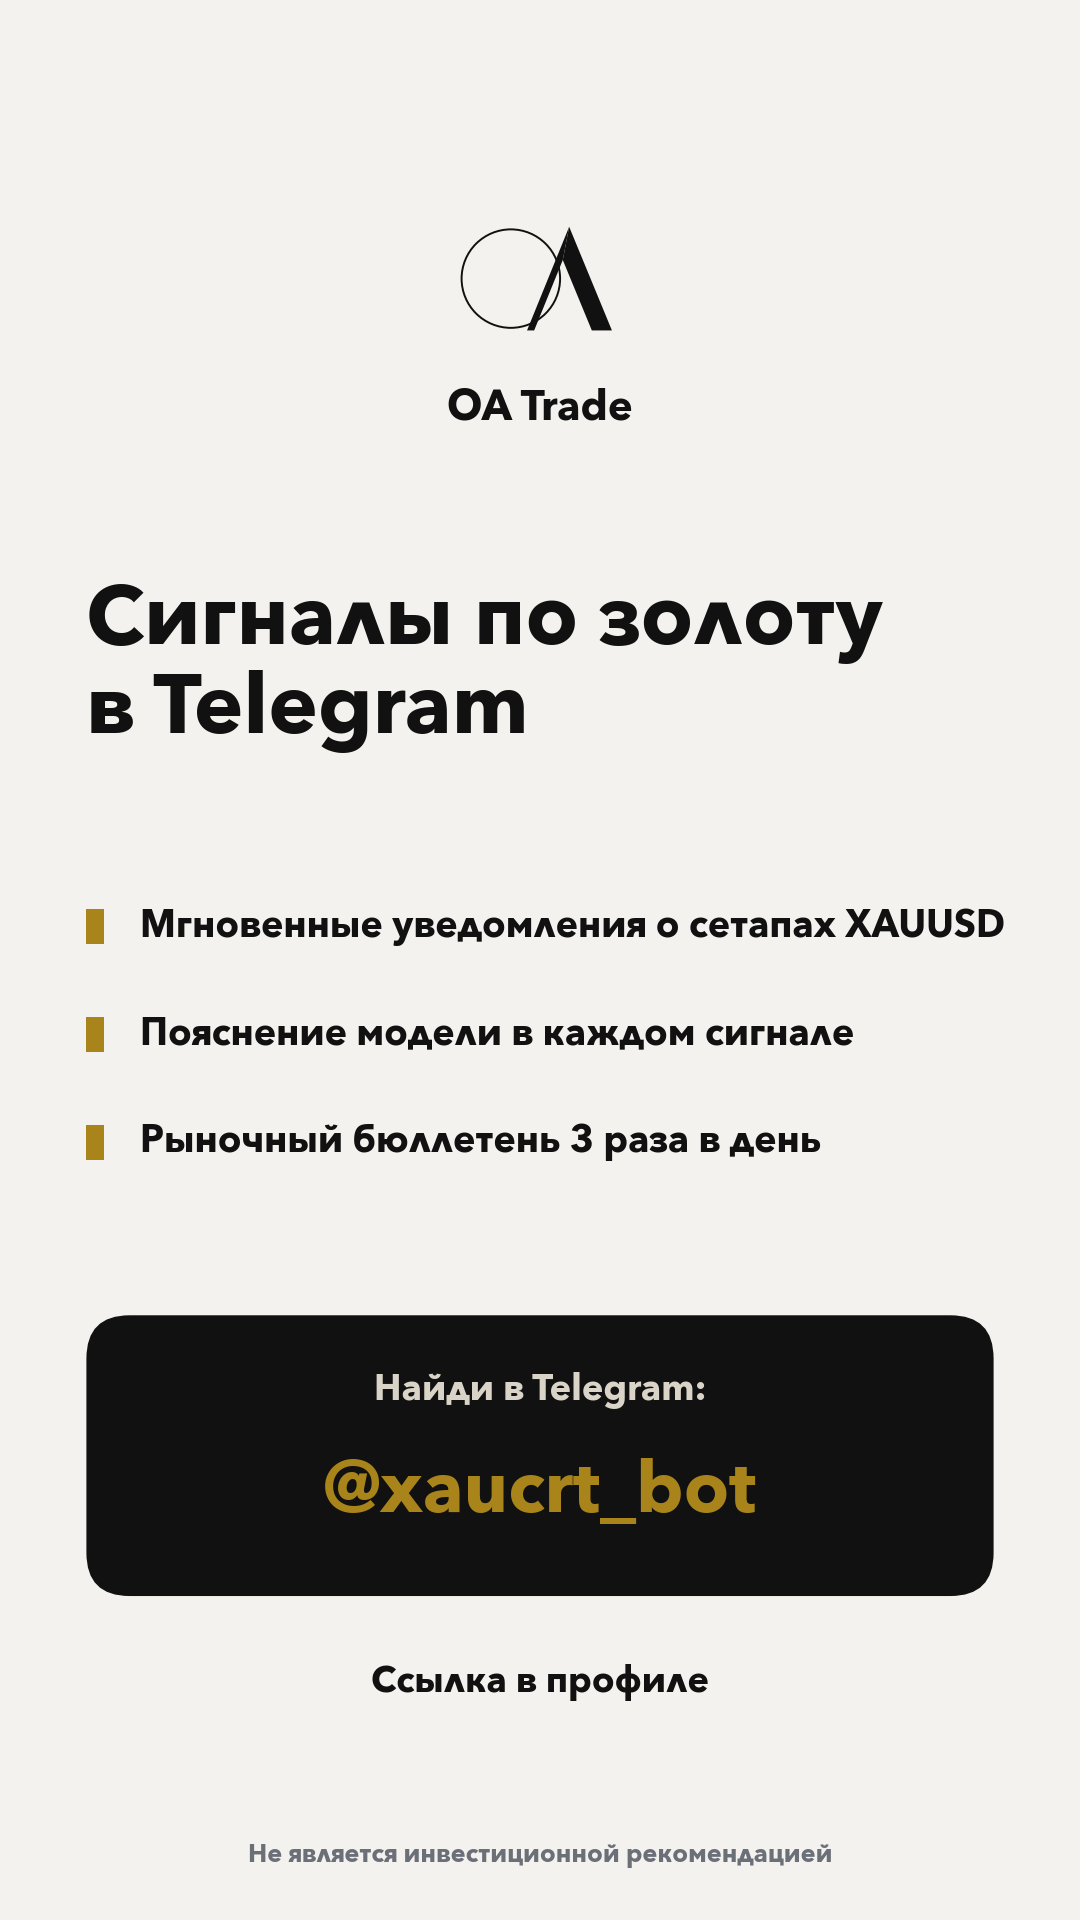 OA
OA Trade
Сигналы по золоту
в Telegram
Мгновенные уведомления о сетапах XAUUSD
Пояснение модели в каждом сигнале
Рыночный бюллетень 3 раза в день
Найди в Telegram:
@xaucrt_bot
Ссылка в профиле
Не является инвестиционной рекомендацией